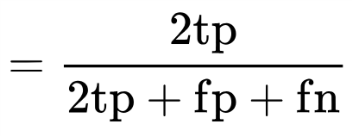 = 2tp
2tp + fp + fn